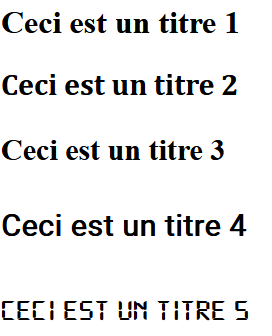 Ceci est un titre 1
Ceci est un titre 2
Ceci est un titre 3
Ceci est un titre 4
CECI EST UN TITRE 5